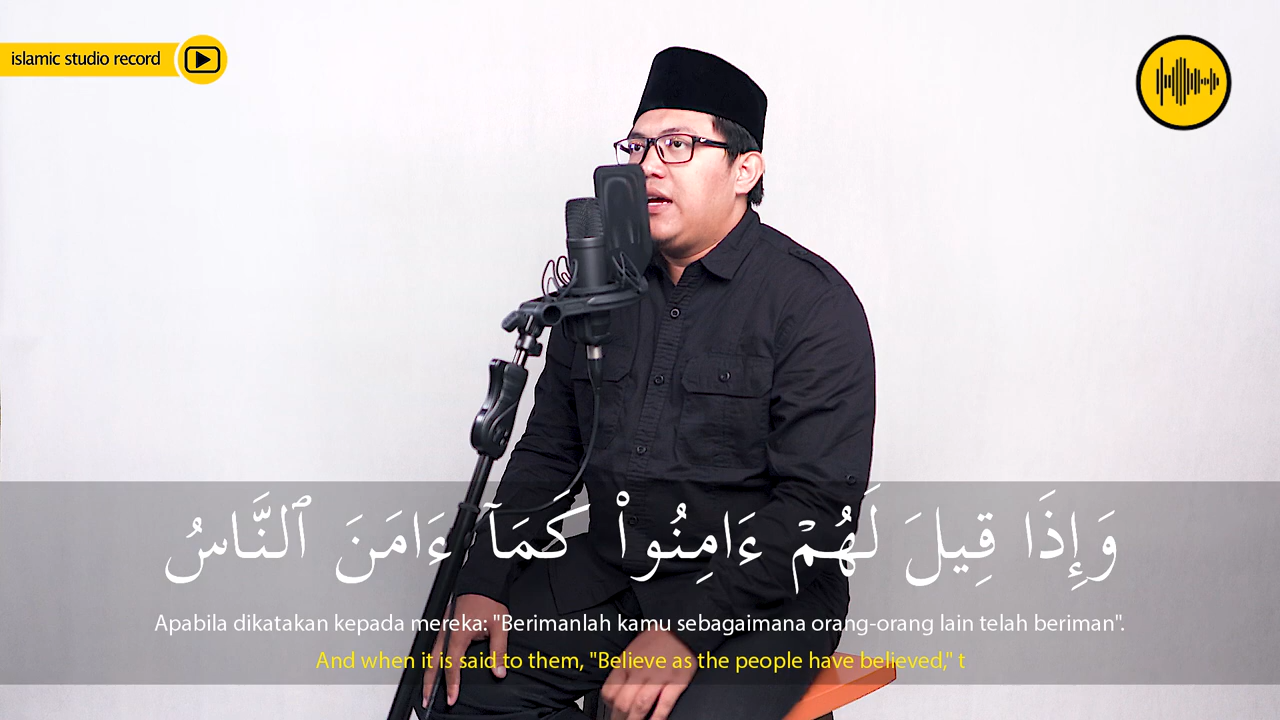 islamic studio record
وَإِذَا قِيلَ لَهُمْ ءَامِنُوا۟ كَمَآ ءَامَنَ ٱلنَّاسُ
Apabila dikatakan kepada mereka: "Berimanlah kamu sebagaimana orang-orang lain telah beriman".
And when it is said to them, "Believe as the people have believed," t